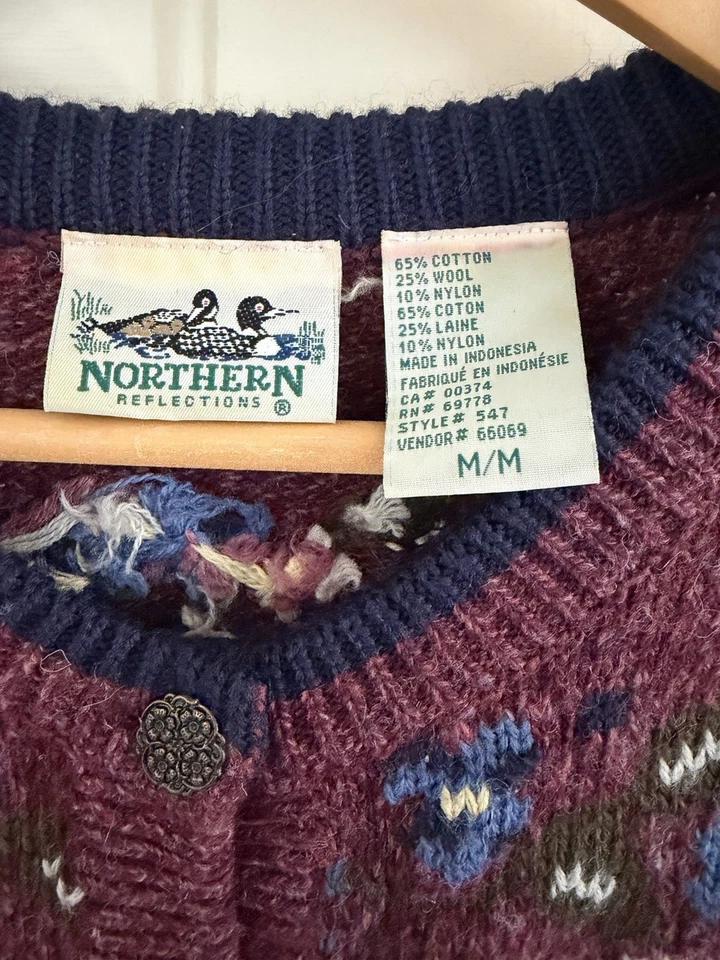 NORTHERN
REFLECTIONS ®
65% COTTON
25% WOOL
10% NYLON
65% COTON
25% LAINE
10% NYLON
MADE IN INDONESIA
FABRIQUÉ EN INDONÉSIE
CA# 00374
RN# 69778
STYLE# 547
VENDOR# 66069
M/M